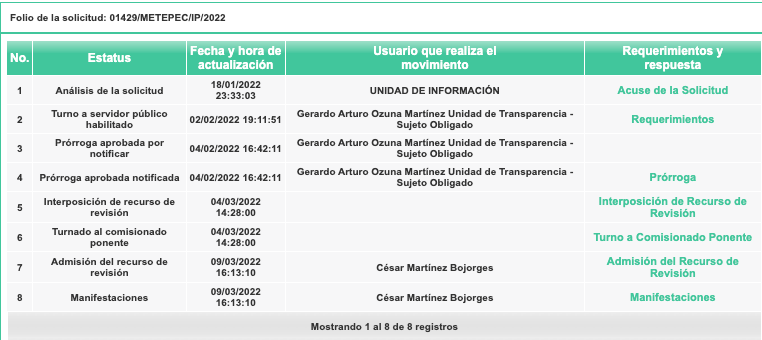 Folio de la solicitud: 01429/METEPEC/IP/2022
No. Estatus Fecha y hora de actualización Usuario que realiza el movimiento Requerimientos y respuesta
1 Análisis de la solicitud 18/01/2022 23:33:03 UNIDAD DE INFORMACIÓN Acuse de la Solicitud
2 Turno a servidor público habilitado 02/02/2022 19:11:51 Gerardo Arturo Ozuna Martínez Unidad de Transparencia - Sujeto Obligado Requerimientos
3 Prórroga aprobada por notificar 04/02/2022 16:42:11 Gerardo Arturo Ozuna Martínez Unidad de Transparencia - Sujeto Obligado
4 Prórroga aprobada notificada 04/02/2022 16:42:11 Gerardo Arturo Ozuna Martínez Unidad de Transparencia - Sujeto Obligado Prórroga
5 Interposición de recurso de revisión 04/03/2022 14:28:00 Interposición de Recurso de Revisión
6 Turnado al comisionado ponente 04/03/2022 14:28:00 Turno a Comisionado Ponente
7 Admisión del recurso de revisión 09/03/2022 16:13:10 César Martínez Bojorges Admisión del Recurso de Revisión
8 Manifestaciones 09/03/2022 16:13:10 César Martínez Bojorges Manifestaciones
Mostrando 1 al 8 de 8 registros